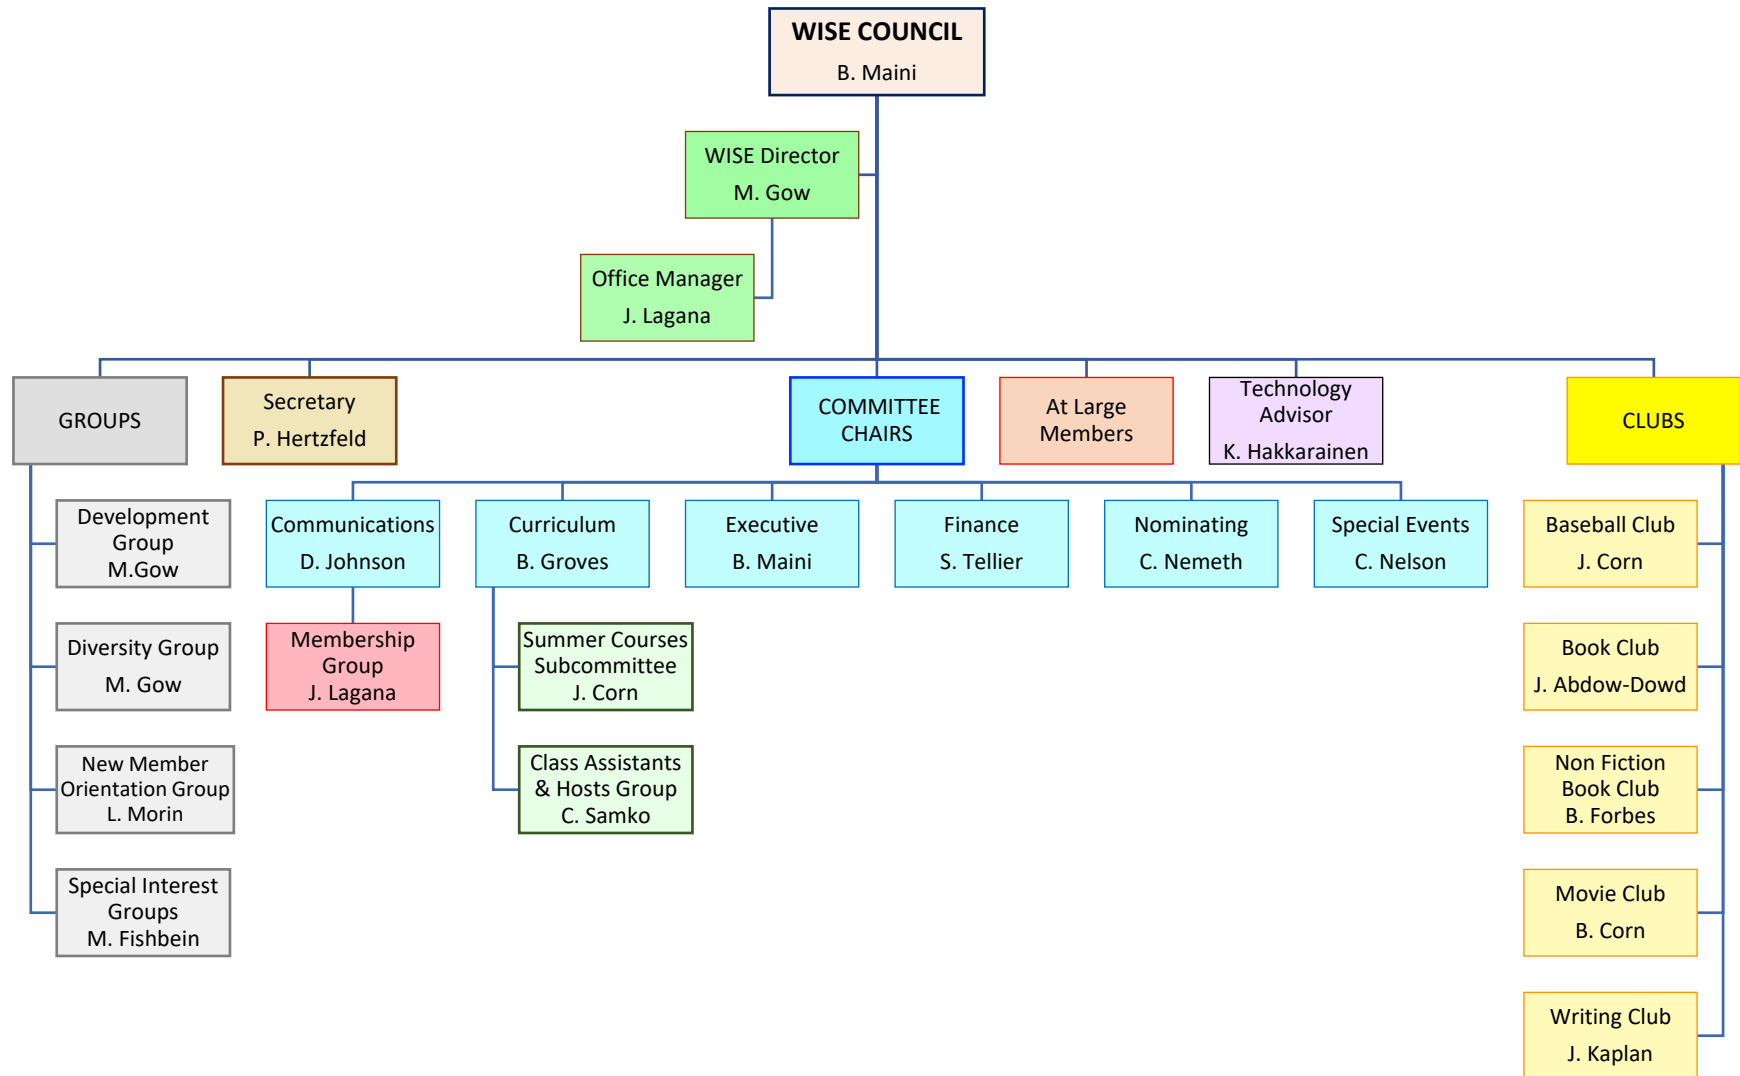 WISE COUNCIL
B. Maini
WISE Director
M. Gow
Office Manager
J. Lagana
GROUPS
Secretary
P. Hertzfeld
COMMITTEE
CHAIRS
At Large
Members
Technology
Advisor
K. Hakkarainen
CLUBS
Development
Group
M.Gow
Communications
D. Johnson
Curriculum
B. Groves
Executive
B. Maini
Finance
S. Tellier
Nominating
C. Nemeth
Special Events
C. Nelson
Baseball Club
J. Corn
Diversity Group
M. Gow
Membership
Group
J. Lagana
Summer Courses
Subcommittee
J. Corn
Book Club
J. Abdow-Dowd
New Member
Orientation Group
L. Morin
Class Assistants
& Hosts Group
C. Samko
Non Fiction
Book Club
B. Forbes
Special Interest
Groups
M. Fishbein
Movie Club
B. Corn
Writing Club
J. Kaplan